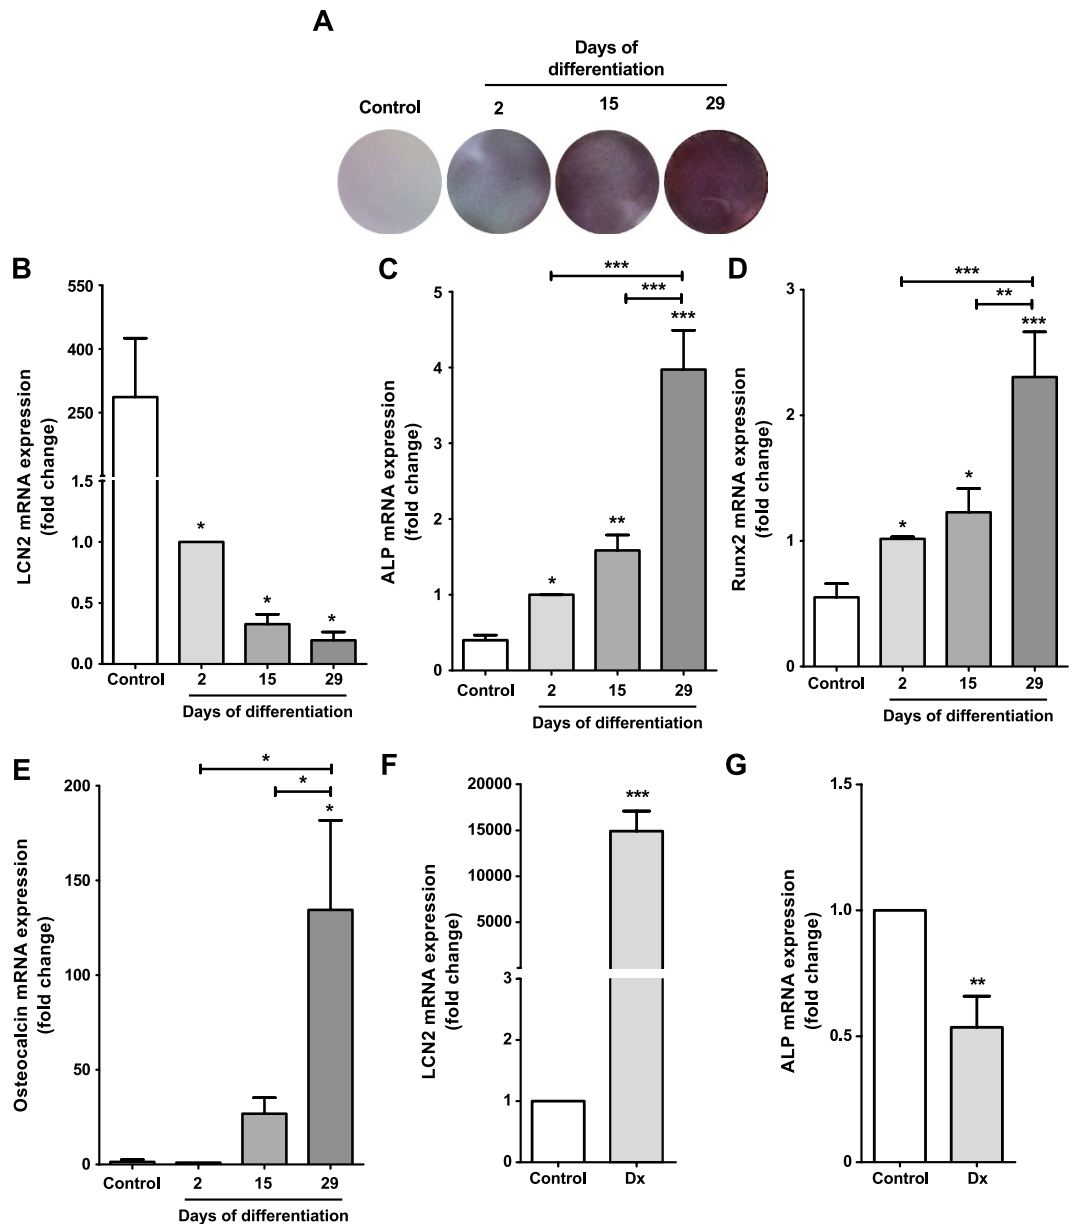 A
Days of
differentiation
Control 2 15 29
B
LCN2 mRNA expression
(fold change)
550
400
250
1.5
1.0
0.5
0.0
*
*
*
Control 2 15 29
Days of differentiation
C
ALP mRNA expression
(fold change)
5
4
3
2
1
0
***
***
***
**
*
Control 2 15 29
Days of differentiation
D
Runx2 mRNA expression
(fold change)
3
2
1
0
***
**
***
*
*
Control 2 15 29
Days of differentiation
E
Osteocalcin mRNA expression
(fold change)
200
150
100
50
0
*
*
*
Control 2 15 29
Days of differentiation
F
LCN2 mRNA expression
(fold change)
20000
15000
10000
5000
3
2
1
0
***
Control Dx
G
ALP mRNA expression
(fold change)
1.5
1.0
0.5
0
**
Control Dx